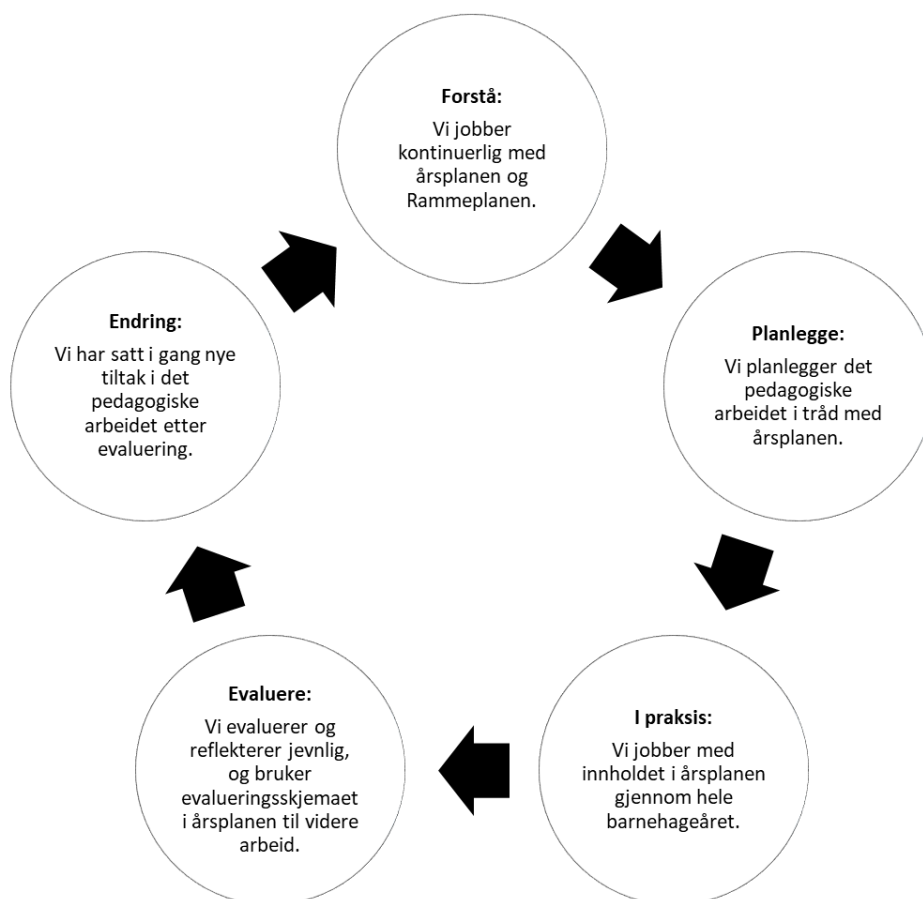 Forstå:
Vi jobber
kontinuerlig med
årsplanen og
Rammeplanen.
Planlegge:
Vi planlegger det
pedagogiske
arbeidet i tråd med
årsplanen.
I praksis:
Vi jobber med
innholdet i årsplanen
gjennom hele
barnehageåret.
Evaluere:
Vi evaluerer og
reflekterer jevnlig,
og bruker
evalueringsskjemaet
i årsplanen til videre
arbeid.
Endring:
Vi har satt i gang nye
tiltak i det
pedagogiske
arbeidet etter
evaluering.